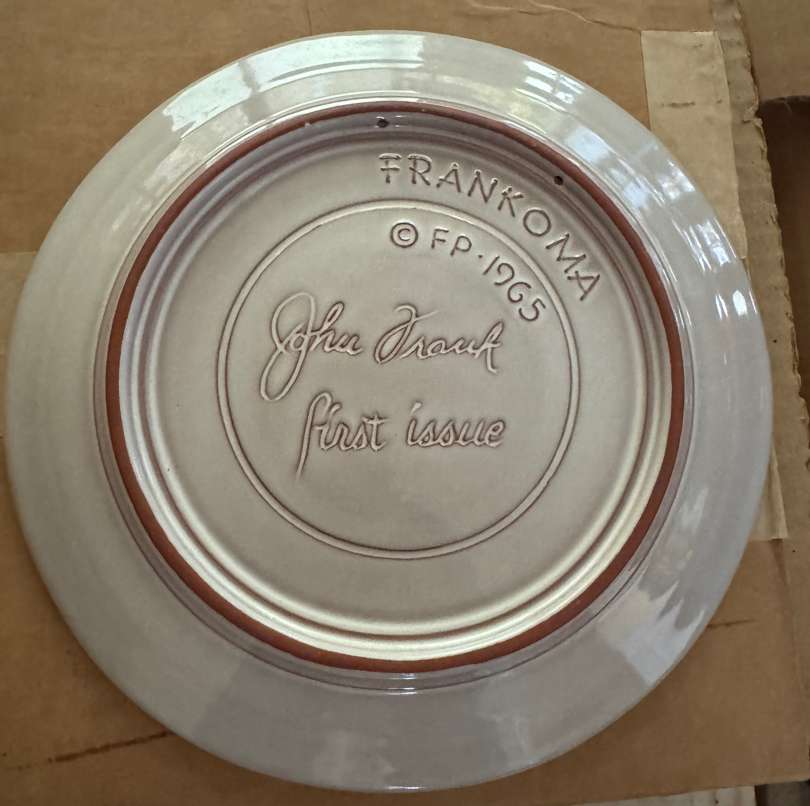 FRANKOMA
© FP · 1965
John Frank
first issue